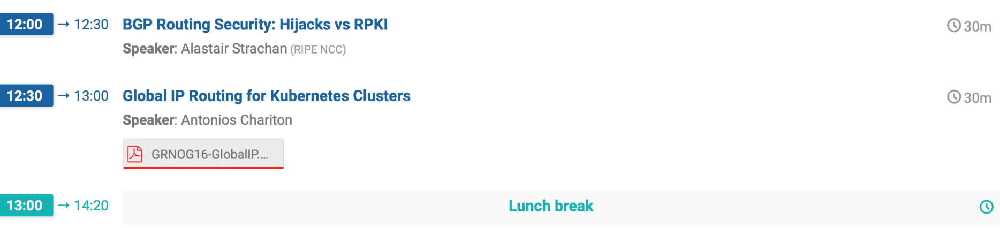 12:00 → 12:30 BGP Routing Security: Hijacks vs RPKI 30m
Speaker: Alastair Strachan (RIPE NCC)
12:30 → 13:00 Global IP Routing for Kubernetes Clusters 30m
Speaker: Antonios Chariton
GRNOG16-GlobalIP....
13:00 → 14:20 Lunch break